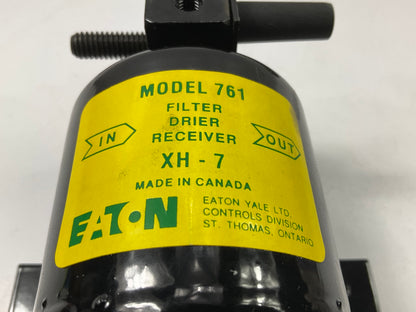 MODEL 761
FILTER
DRIER
IN RECEIVER OUT
XH - 7
MADE IN CANADA
EATON
EATON YALE LTD.
CONTROLS DIVISION
ST. THOMAS, ONTARIO